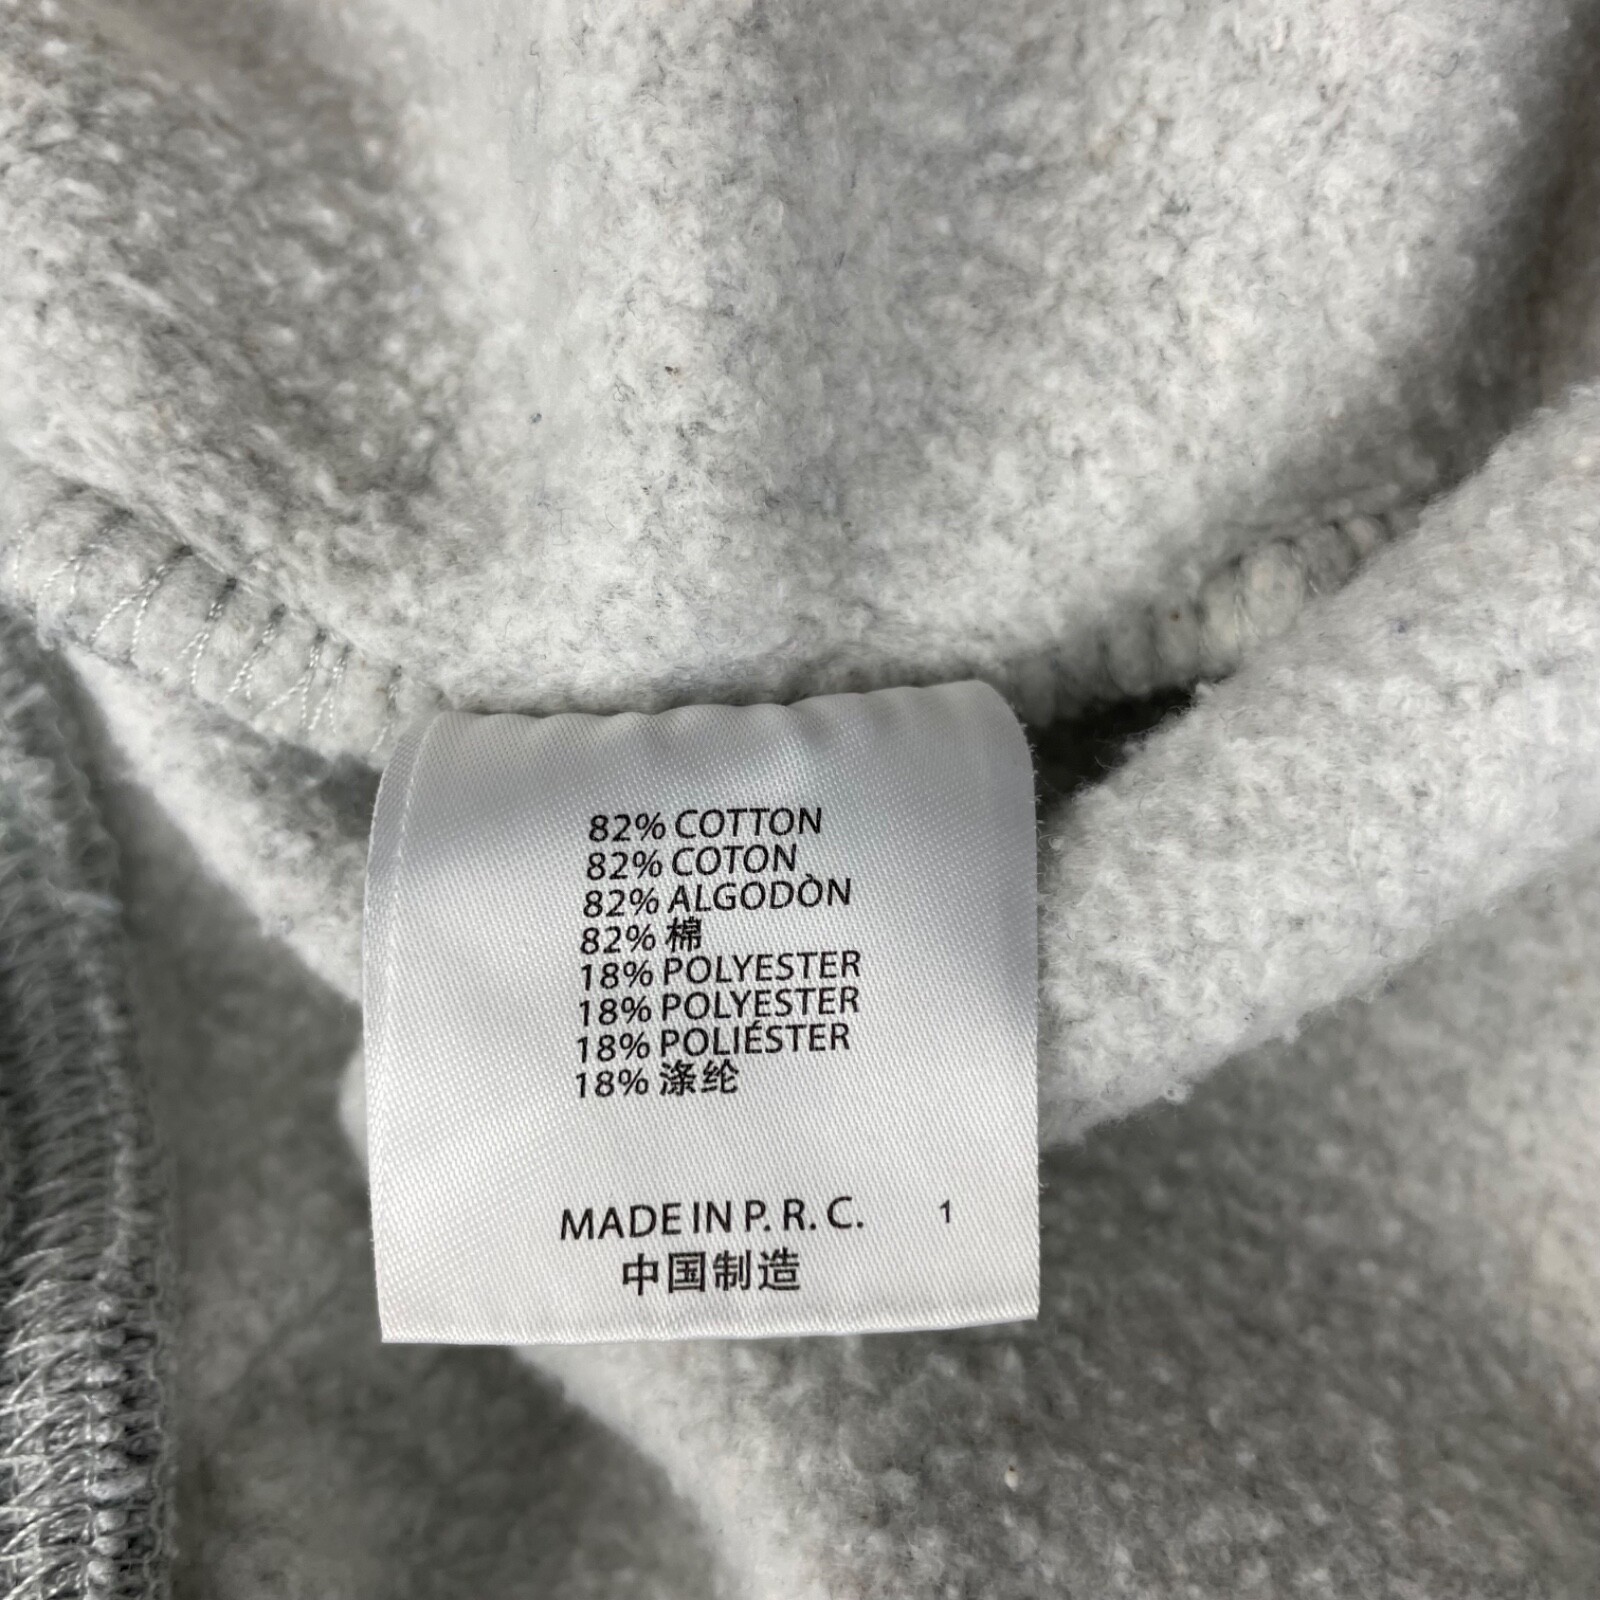 82% COTTON
82% COTON
82% ALGODÒN
82% 棉
18% POLYESTER
18% POLYESTER
18% POLIÉSTER
18% 涤纶
MADE IN P. R. C. 1
中国制造